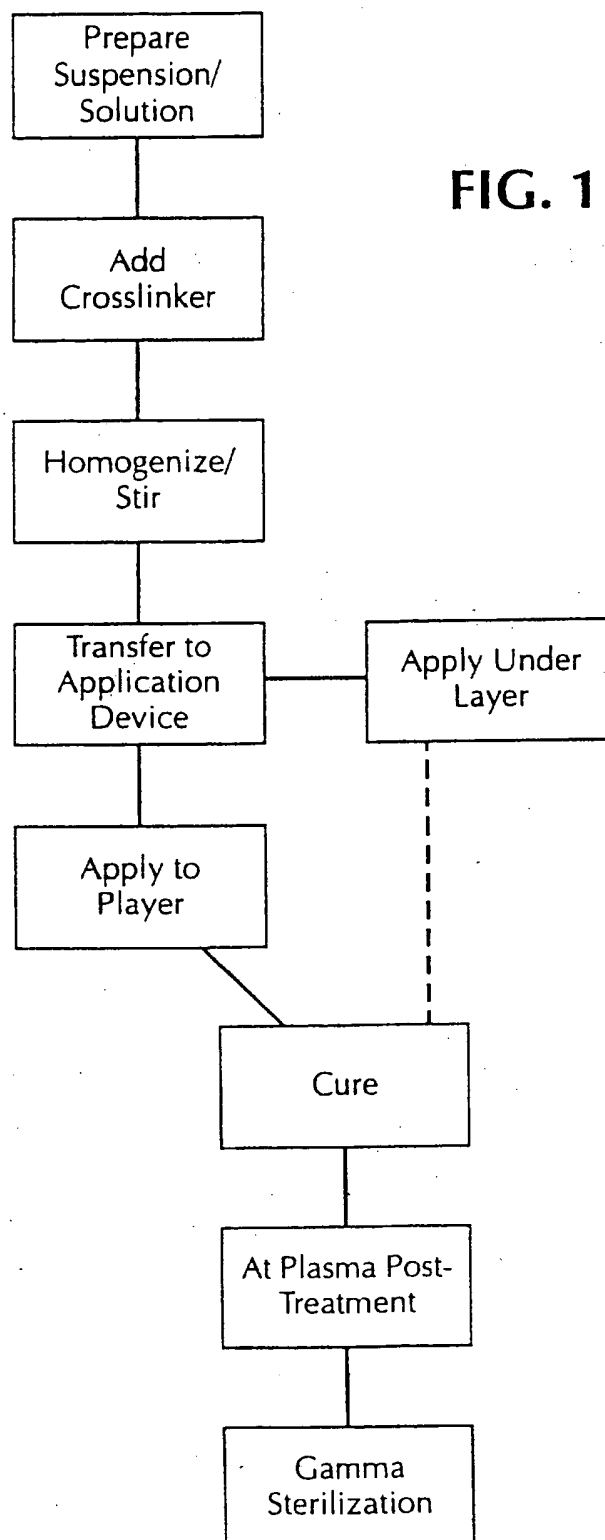 Prepare
Suspension/
Solution
FIG. 1
Add
Crosslinker
Homogenize/
Stir
Transfer to
Application
Device
Apply Under
Layer
Apply to
Player
Cure
At Plasma Post-
Treatment
Gamma
Sterilization